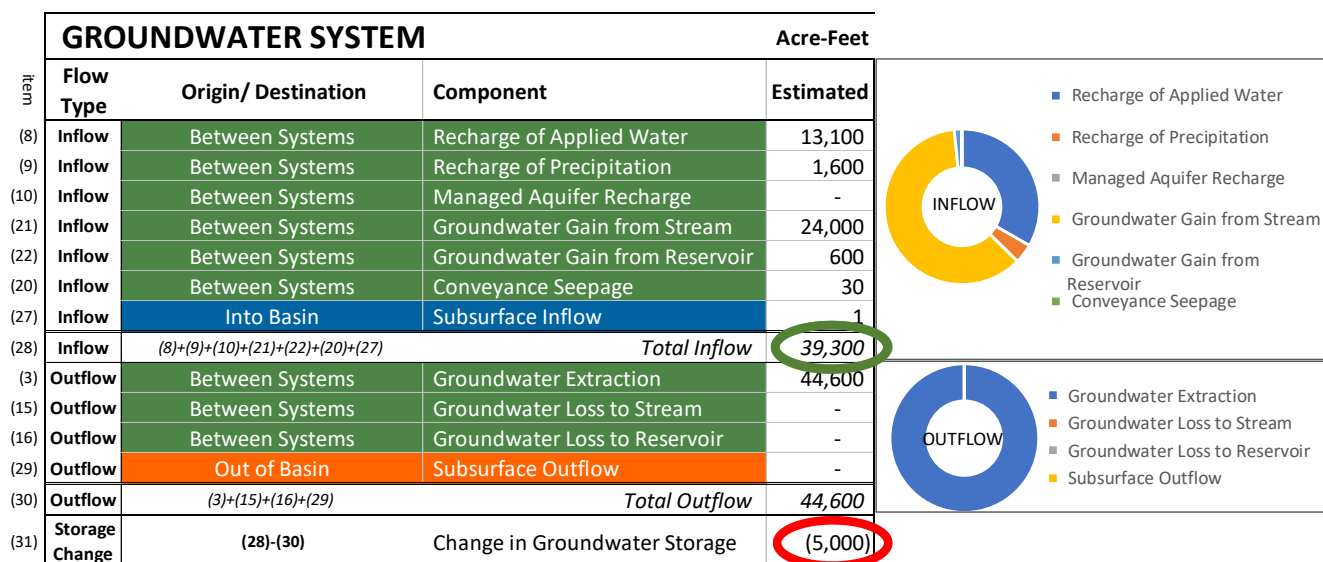 GROUNDWATER SYSTEM Acre-Feet
item Flow Type Origin/ Destination Component Estimated
(8) Inflow Between Systems Recharge of Applied Water 13,100
(9) Inflow Between Systems Recharge of Precipitation 1,600
(10) Inflow Between Systems Managed Aquifer Recharge -
(21) Inflow Between Systems Groundwater Gain from Stream 24,000
(22) Inflow Between Systems Groundwater Gain from Reservoir 600
(20) Inflow Between Systems Conveyance Seepage 30
(27) Inflow Into Basin Subsurface Inflow 1
(28) Inflow (8)+(9)+(10)+(21)+(22)+(20)+(27) Total Inflow 39,300
(3) Outflow Between Systems Groundwater Extraction 44,600
(15) Outflow Between Systems Groundwater Loss to Stream -
(16) Outflow Between Systems Groundwater Loss to Reservoir -
(29) Outflow Out of Basin Subsurface Outflow -
(30) Outflow (3)+(15)+(16)+(29) Total Outflow 44,600
(31) Storage Change (28)-(30) Change in Groundwater Storage (5,000)
INFLOW
Recharge of Applied Water
Recharge of Precipitation
Managed Aquifer Recharge
Groundwater Gain from Stream
Groundwater Gain from
Reservoir
Conveyance Seepage
OUTFLOW
Groundwater Extraction
Groundwater Loss to Stream
Groundwater Loss to Reservoir
Subsurface Outflow